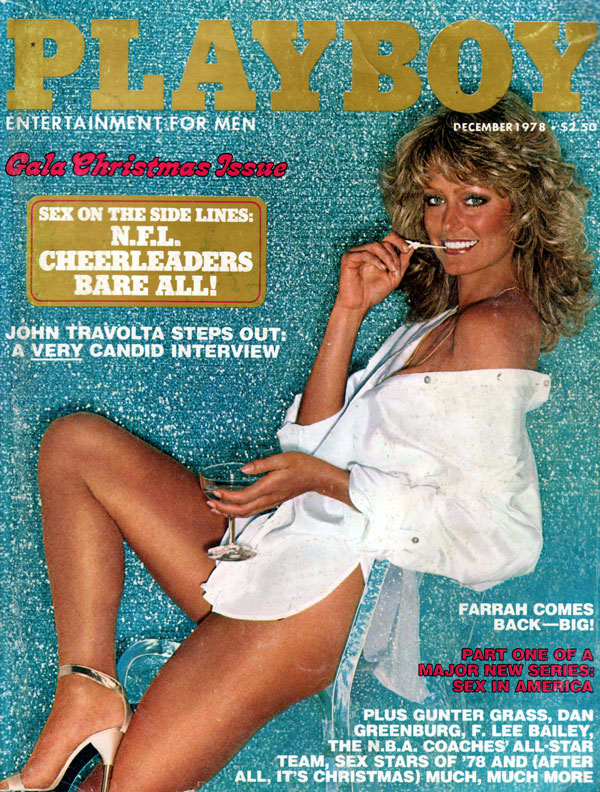 PLAYBOY
ENTERTAINMENT FOR MEN
DECEMBER 1978 • $2.50
Gala Christmas Issue
SEX ON THE SIDE LINES:
N.F.L.
CHEERLEADERS
BARE ALL!
JOHN TRAVOLTA STEPS OUT:
A VERY CANDID INTERVIEW
FARRAH COMES
BACK—BIG!
PART ONE OF A
MAJOR NEW SERIES:
SEX IN AMERICA
PLUS GUNTER GRASS, DAN
GREENBURG, F. LEE BAILEY,
THE N.B.A. COACHES' ALL-STAR
TEAM, SEX STARS OF '78 AND (AFTER
ALL, IT'S CHRISTMAS) MUCH, MUCH MORE